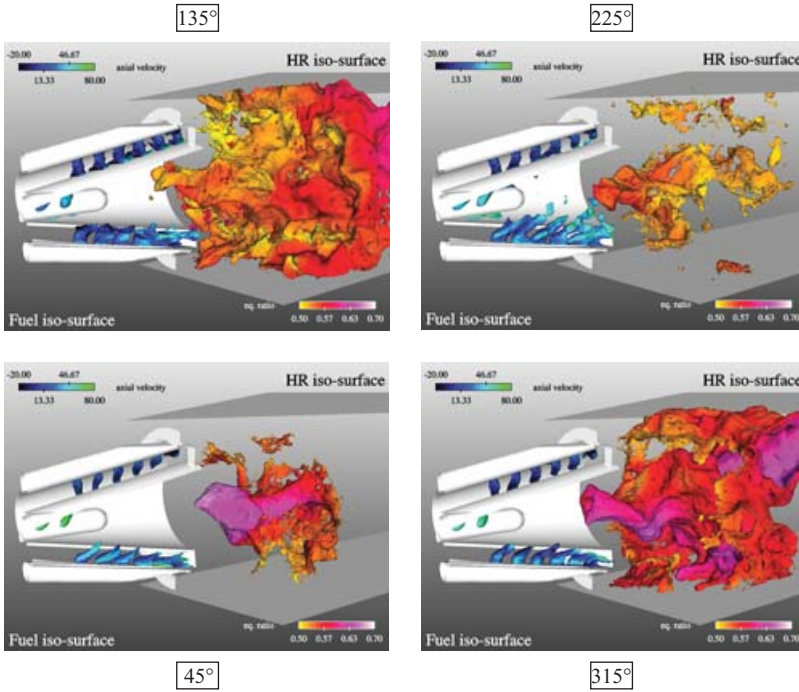 135°
225°
-20.00 46.67
13.33 80.00
axial velocity
HR iso-surface
eq. ratio
0.50 0.57 0.63 0.70
Fuel iso-surface
-20.00 46.67
13.33 80.00
axial velocity
HR iso-surface
eq. ratio
0.50 0.57 0.63 0.70
Fuel iso-surface
-20.00 46.67
13.33 80.00
axial velocity
HR iso-surface
eq. ratio
0.50 0.57 0.63 0.70
Fuel iso-surface
-20.00 46.67
13.33 80.00
axial velocity
HR iso-surface
eq. ratio
0.50 0.57 0.63 0.70
Fuel iso-surface
45°
315°